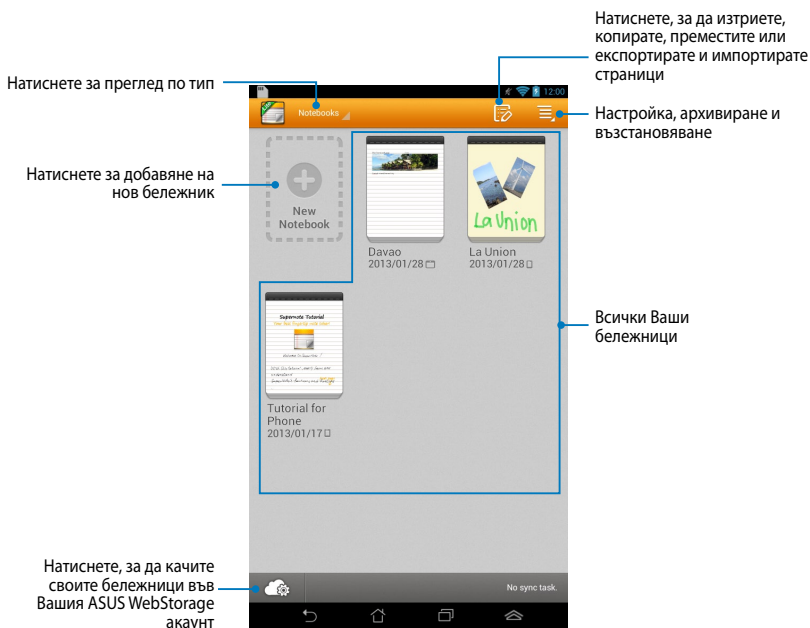 Натиснете, за да изтриете,
копирате, преместите или
експортирате и импортирате
страници
Натиснете за преглед по тип
12:00
Notebooks
Настройка, архивиране и
възстановяване
Натиснете за добавяне на
нов бележник
New
Notebook
La Union
Davao
2013/01/28
La Union
2013/01/28
Всички Ваши
бележници
Supernote Tutorial
Tutorial for
Phone
2013/01/17
Натиснете, за да качите
своите бележници във
Вашия ASUS WebStorage
акаунт
No sync task.